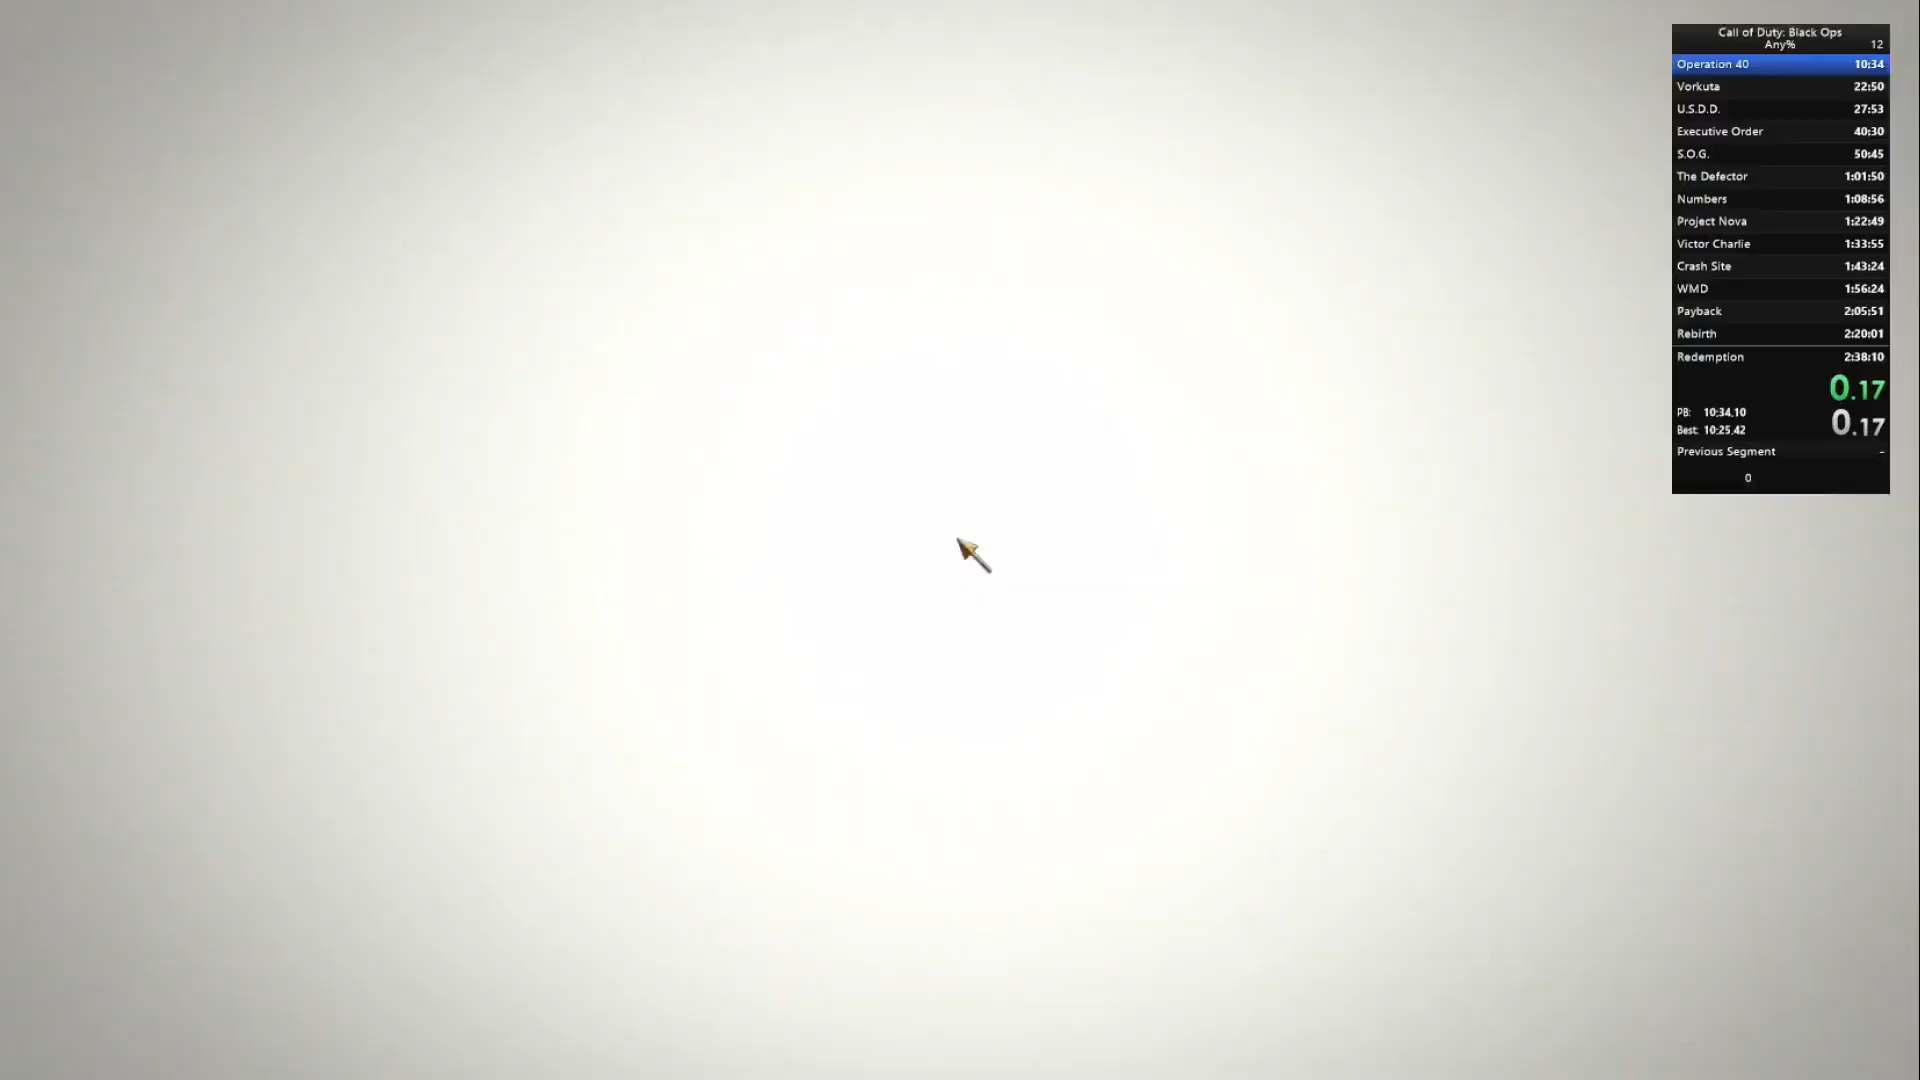 Call of Duty: Black Ops
Any% 12
Operation 40 10:34
Vorkuta 22:50
U.S.D.D. 27:53
Executive Order 40:30
S.O.G. 50:45
The Defector 1:01:50
Numbers 1:08:56
Project Nova 1:22:49
Victor Charlie 1:33:55
Crash Site 1:43:24
WMD 1:56:24
Payback 2:05:51
Rebirth 2:20:01
Redemption 2:38:10
0.17
PB: 10:34.10
Best: 10:25.42
0.17
Previous Segment -
0